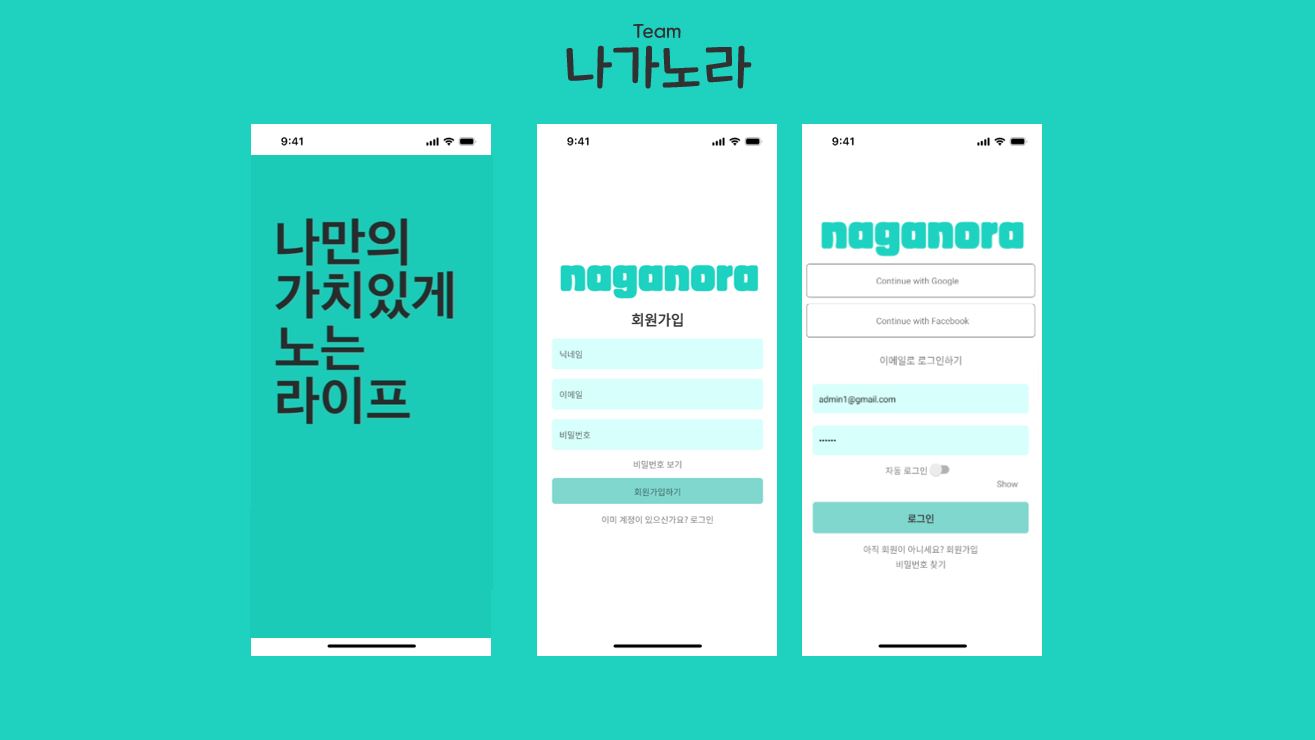 Team
나가노라
9:41
나만의
가치있게
노는
라이프
9:41
naganora
회원가입
닉네임
이메일
비밀번호
비밀번호 보기
회원가입하기
이미 계정이 있으신가요? 로그인
9:41
naganora
Continue with Google
Continue with Facebook
이메일로 로그인하기
admin1@gmail.com
••••••
자동 로그인
Show
로그인
아직 회원이 아니세요? 회원가입
비밀번호 찾기